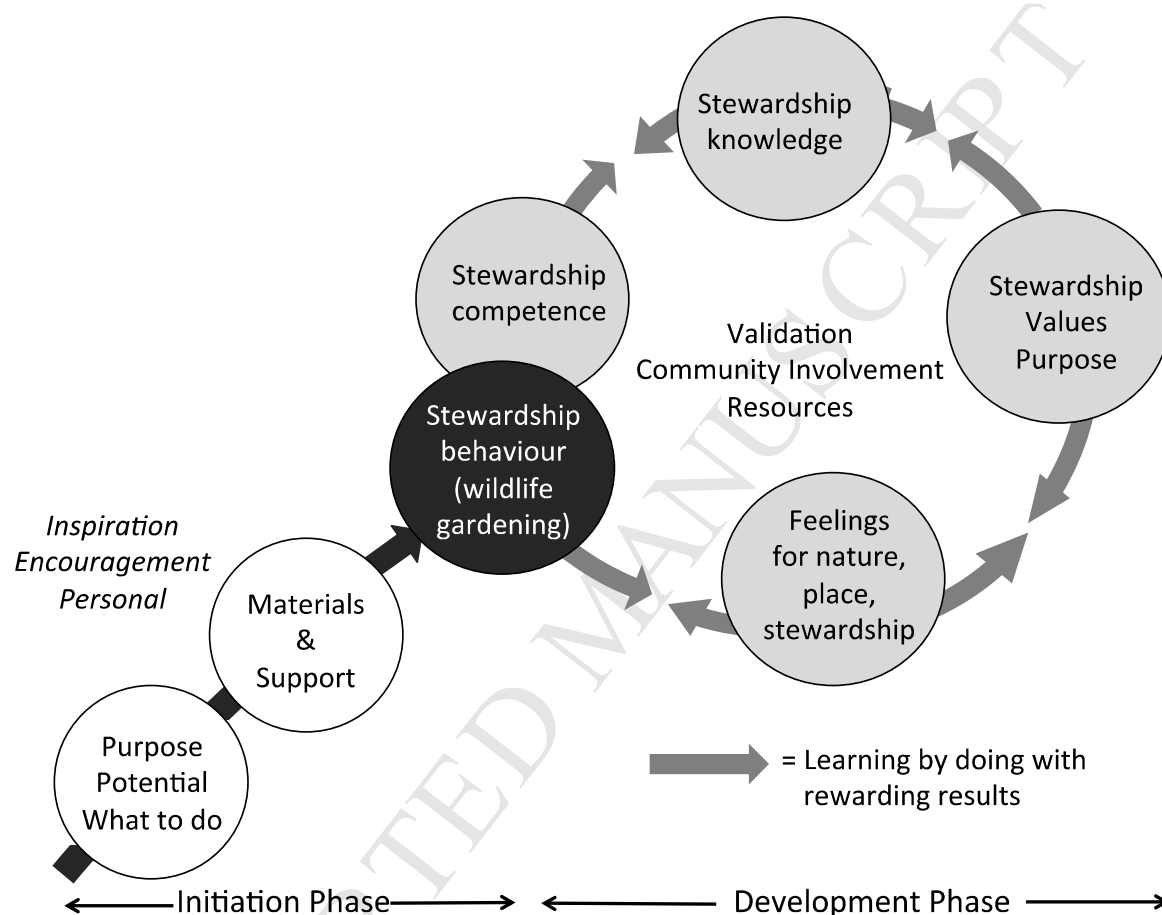 Stewardship
knowledge
Stewardship
competence
Stewardship
Values
Purpose
Validation
Community Involvement
Resources
Stewardship
behaviour
(wildlife
gardening)
Feelings
for nature,
place,
stewardship
Inspiration
Encouragement
Personal
Materials
&
Support
Purpose
Potential
What to do
= Learning by doing with
rewarding results
Initiation Phase
Development Phase
PTED MANUSCRIPT